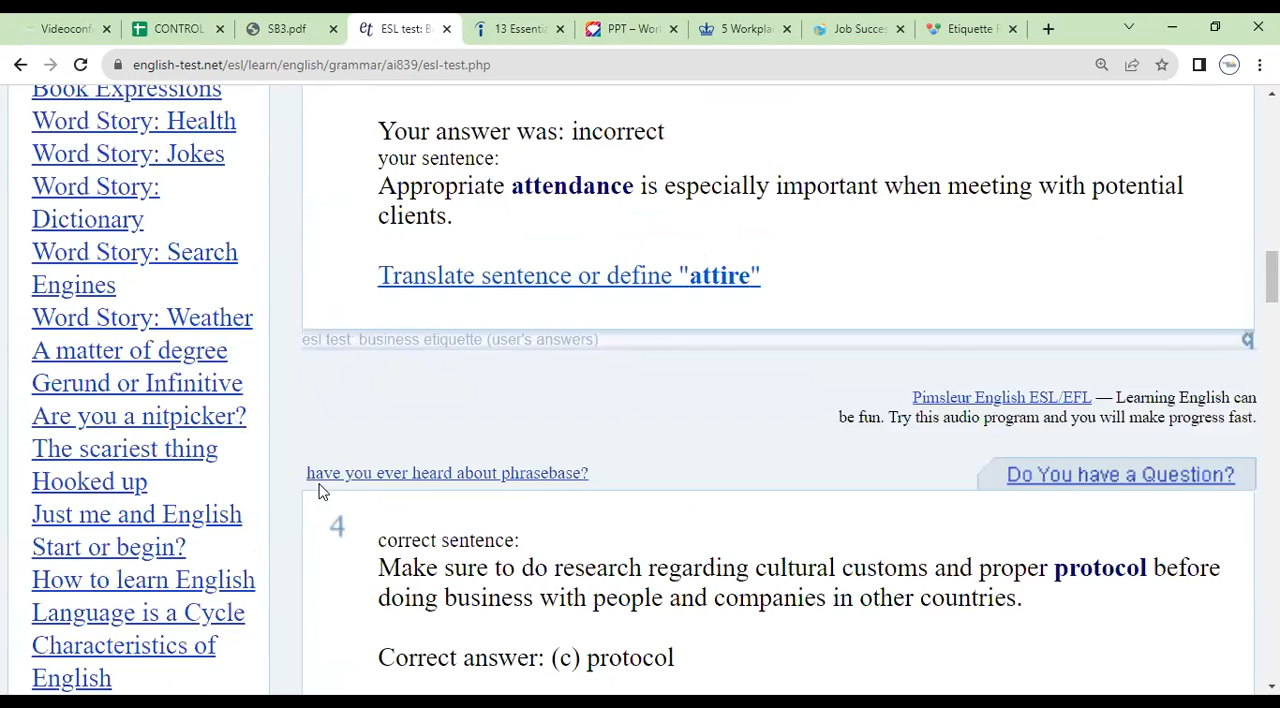 Videoconf
CONTROL
SB3.pdf
ESL test: B
13 Essenti
PPT – Wor
5 Workpla
Job Succes
Etiquette R
english-test.net/esl/learn/english/grammar/ai839/esl-test.php
Book Expressions
Word Story: Health
Word Story: Jokes
Word Story:
Dictionary
Word Story: Search
Engines
Word Story: Weather
A matter of degree
Gerund or Infinitive
Are you a nitpicker?
The scariest thing
Hooked up
Just me and English
Start or begin?
How to learn English
Language is a Cycle
Characteristics of
English
Your answer was: incorrect
your sentence:
Appropriate attendance is especially important when meeting with potential
clients.
Translate sentence or define "attire"
esl test: business etiquette (user's answers)
Pimsleur English ESL/EFL — Learning English can
be fun. Try this audio program and you will make progress fast.
have you ever heard about phrasebase?
Do You have a Question?
4
correct sentence:
Make sure to do research regarding cultural customs and proper protocol before
doing business with people and companies in other countries.
Correct answer: (c) protocol